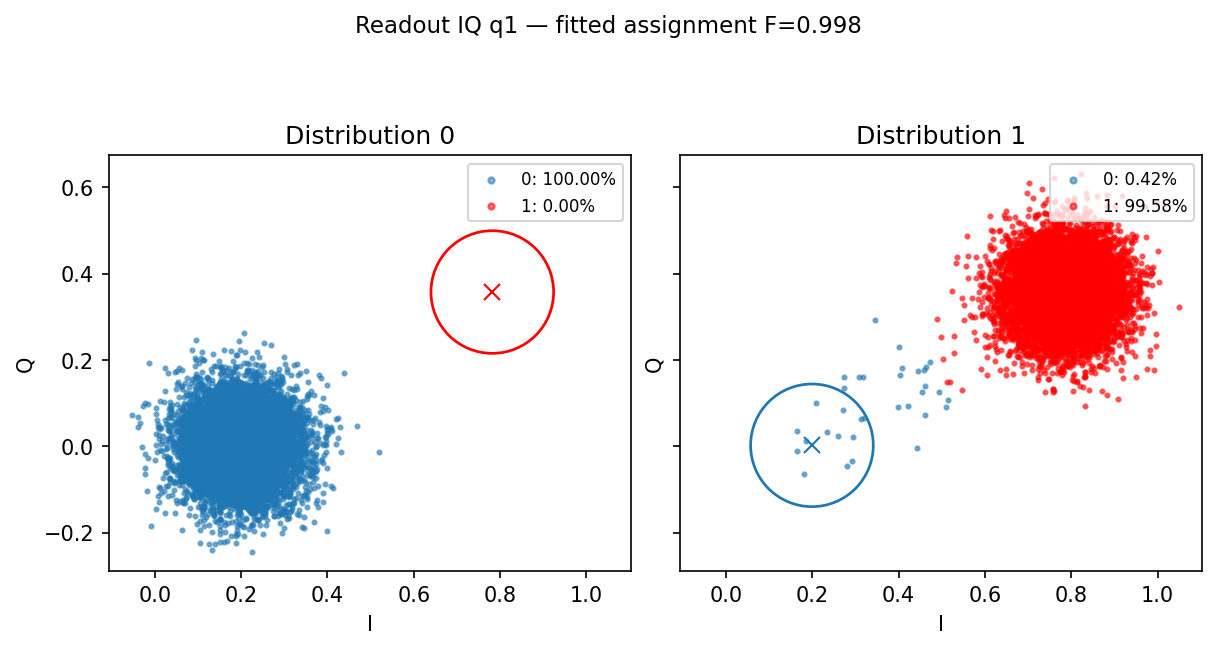 Readout IQ q1 — fitted assignment F=0.998
Distribution 0
0: 100.00%
1: 0.00%
Q
0.6
0.4
0.2
0.0
−0.2
0.0 0.2 0.4 0.6 0.8 1.0
I
Distribution 1
0: 0.42%
1: 99.58%
Q
0.0 0.2 0.4 0.6 0.8 1.0
I